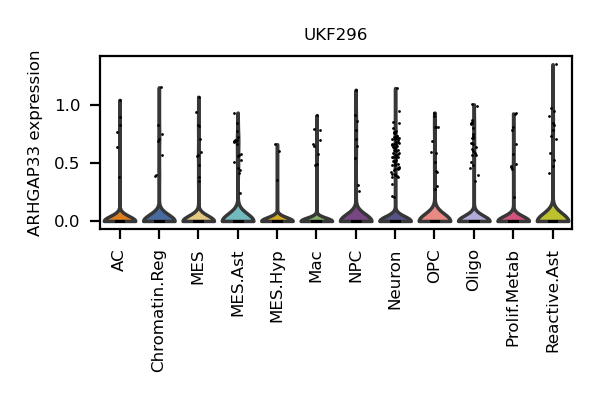 UKF296
ARHGAP33 expression
1.0
0.5
0.0
AC
Chromatin.Reg
MES
MES.Ast
MES.Hyp
Mac
NPC
Neuron
OPC
Oligo
Prolif.Metab
Reactive.Ast